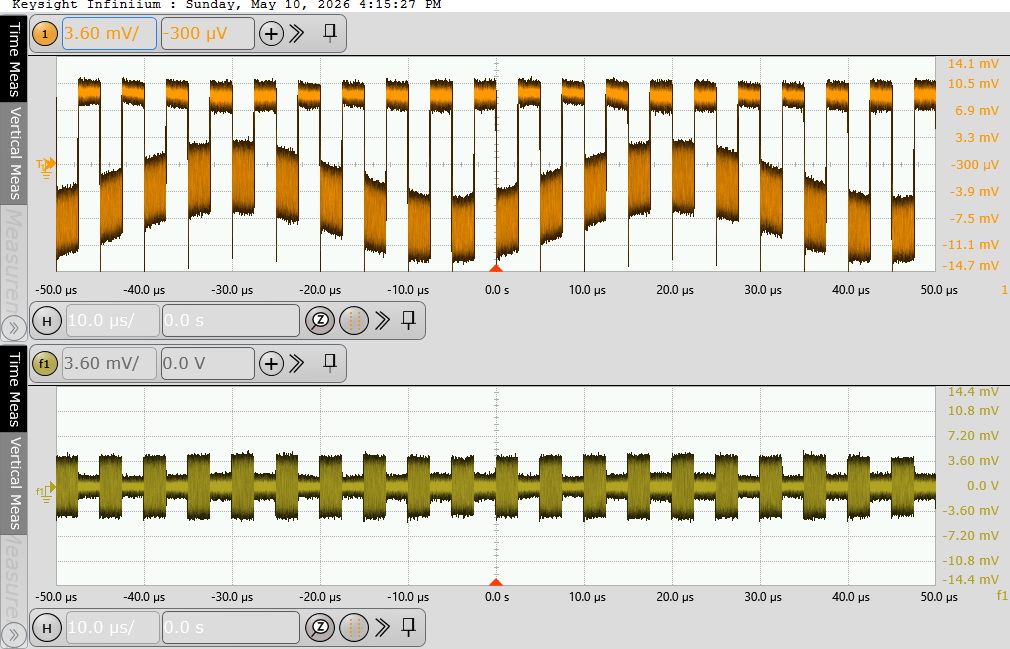 Keysight Infiniium : Sunday, May 10, 2026 4:15:27 PM
Time Meas
Vertical Meas
Measuremen
1
3.60 mV/
-300 µV
14.1 mV
10.5 mV
6.9 mV
3.3 mV
-300 µV
-3.9 mV
-7.5 mV
-11.1 mV
-14.7 mV
T
-50.0 µs -40.0 µs -30.0 µs -20.0 µs -10.0 µs 0.0 s 10.0 µs 20.0 µs 30.0 µs 40.0 µs 50.0 µs
1
H
10.0 µs/
0.0 s
Z
Time Meas
Vertical Meas
Measure
f1
3.60 mV/
0.0 V
14.4 mV
10.8 mV
7.20 mV
3.60 mV
0.0 V
-3.60 mV
-7.20 mV
-10.8 mV
-14.4 mV
f1
-50.0 µs -40.0 µs -30.0 µs -20.0 µs -10.0 µs 0.0 s 10.0 µs 20.0 µs 30.0 µs 40.0 µs 50.0 µs
f1
H
10.0 µs/
0.0 s
Z